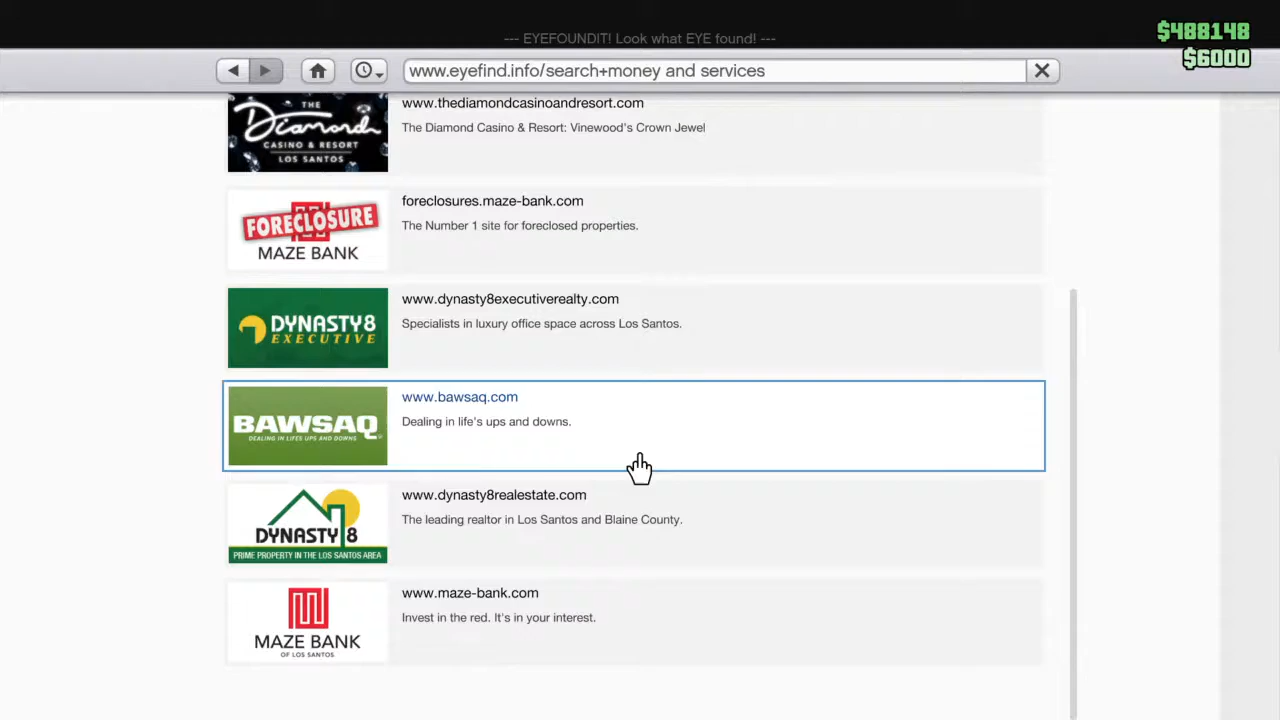 --- EYEFOUNDIT! Look what EYE found! ---
$488148
$6000
www.eyefind.info/search+money and services
THE
Diamond
CASINO & RESORT
LOS SANTOS
www.thediamondcasinoandresort.com
The Diamond Casino & Resort: Vinewood's Crown Jewel
FORECLOSURE
MAZE BANK
foreclosures.maze-bank.com
The Number 1 site for foreclosed properties.
DYNASTY8
EXECUTIVE
www.dynasty8executiverealty.com
Specialists in luxury office space across Los Santos.
BAWSAQ
DEALING IN LIFES UPS AND DOWNS
www.bawsaq.com
Dealing in life's ups and downs.
DYNASTY 8
PRIME PROPERTY IN THE LOS SANTOS AREA
www.dynasty8realestate.com
The leading realtor in Los Santos and Blaine County.
MAZE BANK
OF LOS SANTOS
www.maze-bank.com
Invest in the red. It's in your interest.